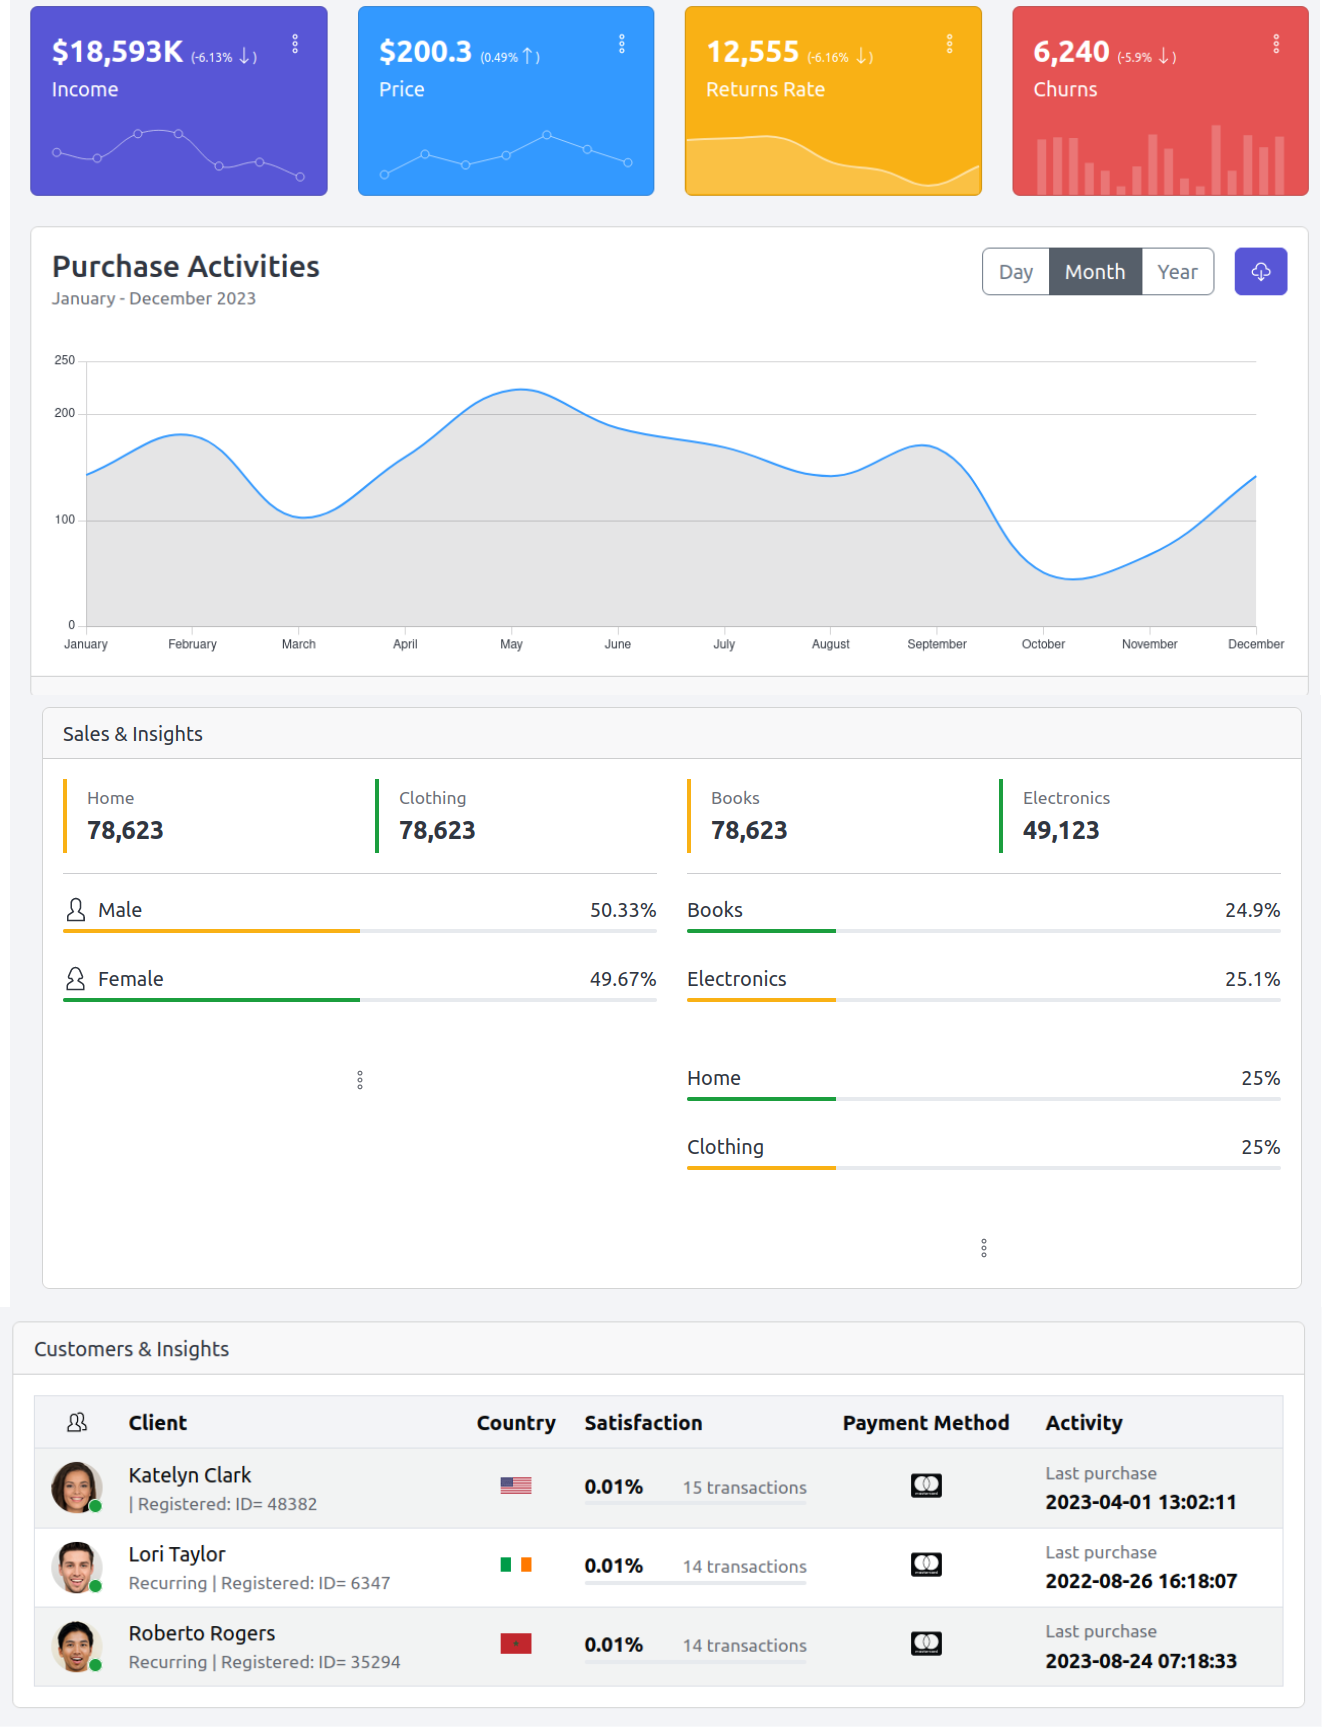 $18,593K (-6.13% ↓)
Income
$200.3 (0.49% ↑)
Price
12,555 (-6.16% ↓)
Returns Rate
6,240 (-5.9% ↓)
Churns
Purchase Activities
January - December 2023
Day Month Year
250
200
100
0
January February March April May June July August September October November December
Sales & Insights
Home
78,623
Clothing
78,623
Books
78,623
Electronics
49,123
Male 50.33%
Female 49.67%
Books 24.9%
Electronics 25.1%
Home 25%
Clothing 25%
Customers & Insights
Client Country Satisfaction Payment Method Activity
Katelyn Clark
| Registered: ID= 48382
0.01% 15 transactions
Last purchase
2023-04-01 13:02:11
Lori Taylor
Recurring | Registered: ID= 6347
0.01% 14 transactions
Last purchase
2022-08-26 16:18:07
Roberto Rogers
Recurring | Registered: ID= 35294
0.01% 14 transactions
Last purchase
2023-08-24 07:18:33